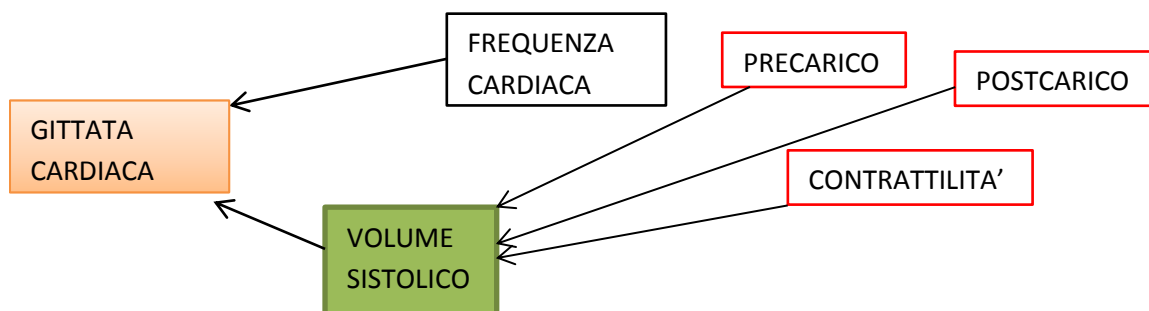 FREQUENZA
CARDIACA
PRECARICO
POSTCARICO
GITTATA
CARDIACA
CONTRATTILITA’
VOLUME
SISTOLICO